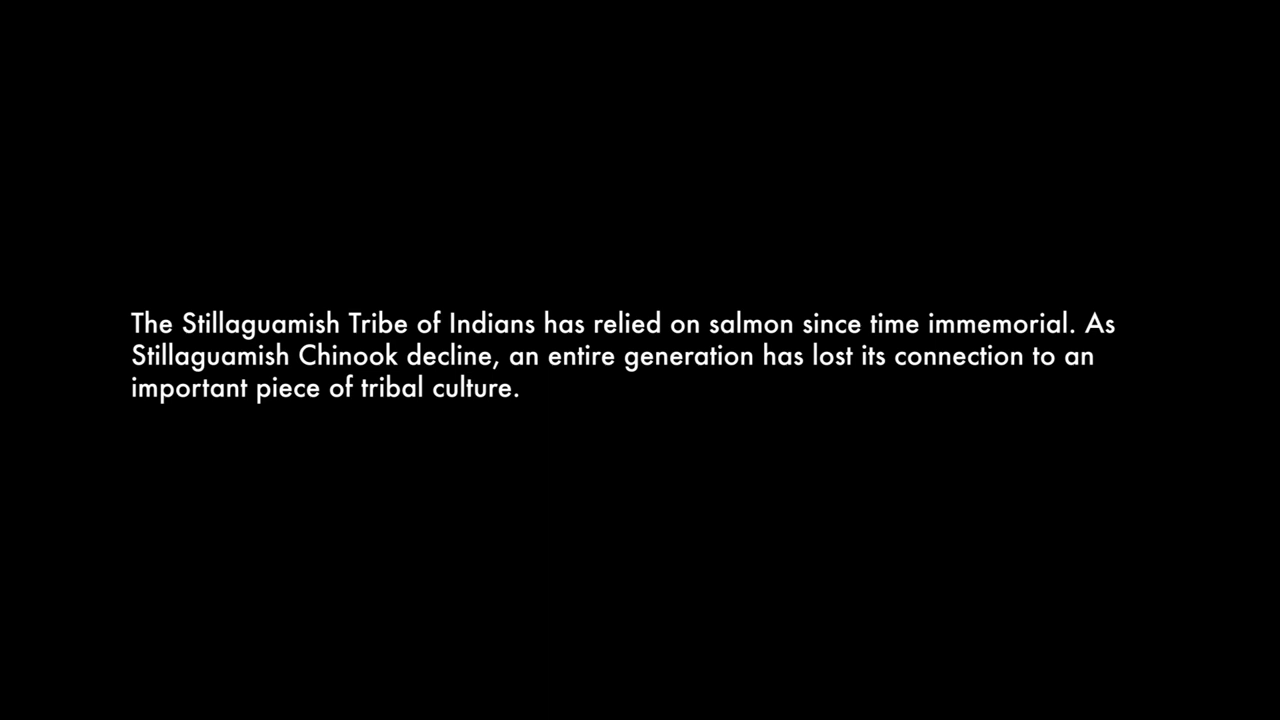 The Stillaguamish Tribe of Indians has relied on salmon since time immemorial. As
Stillaguamish Chinook decline, an entire generation has lost its connection to an
important piece of tribal culture.